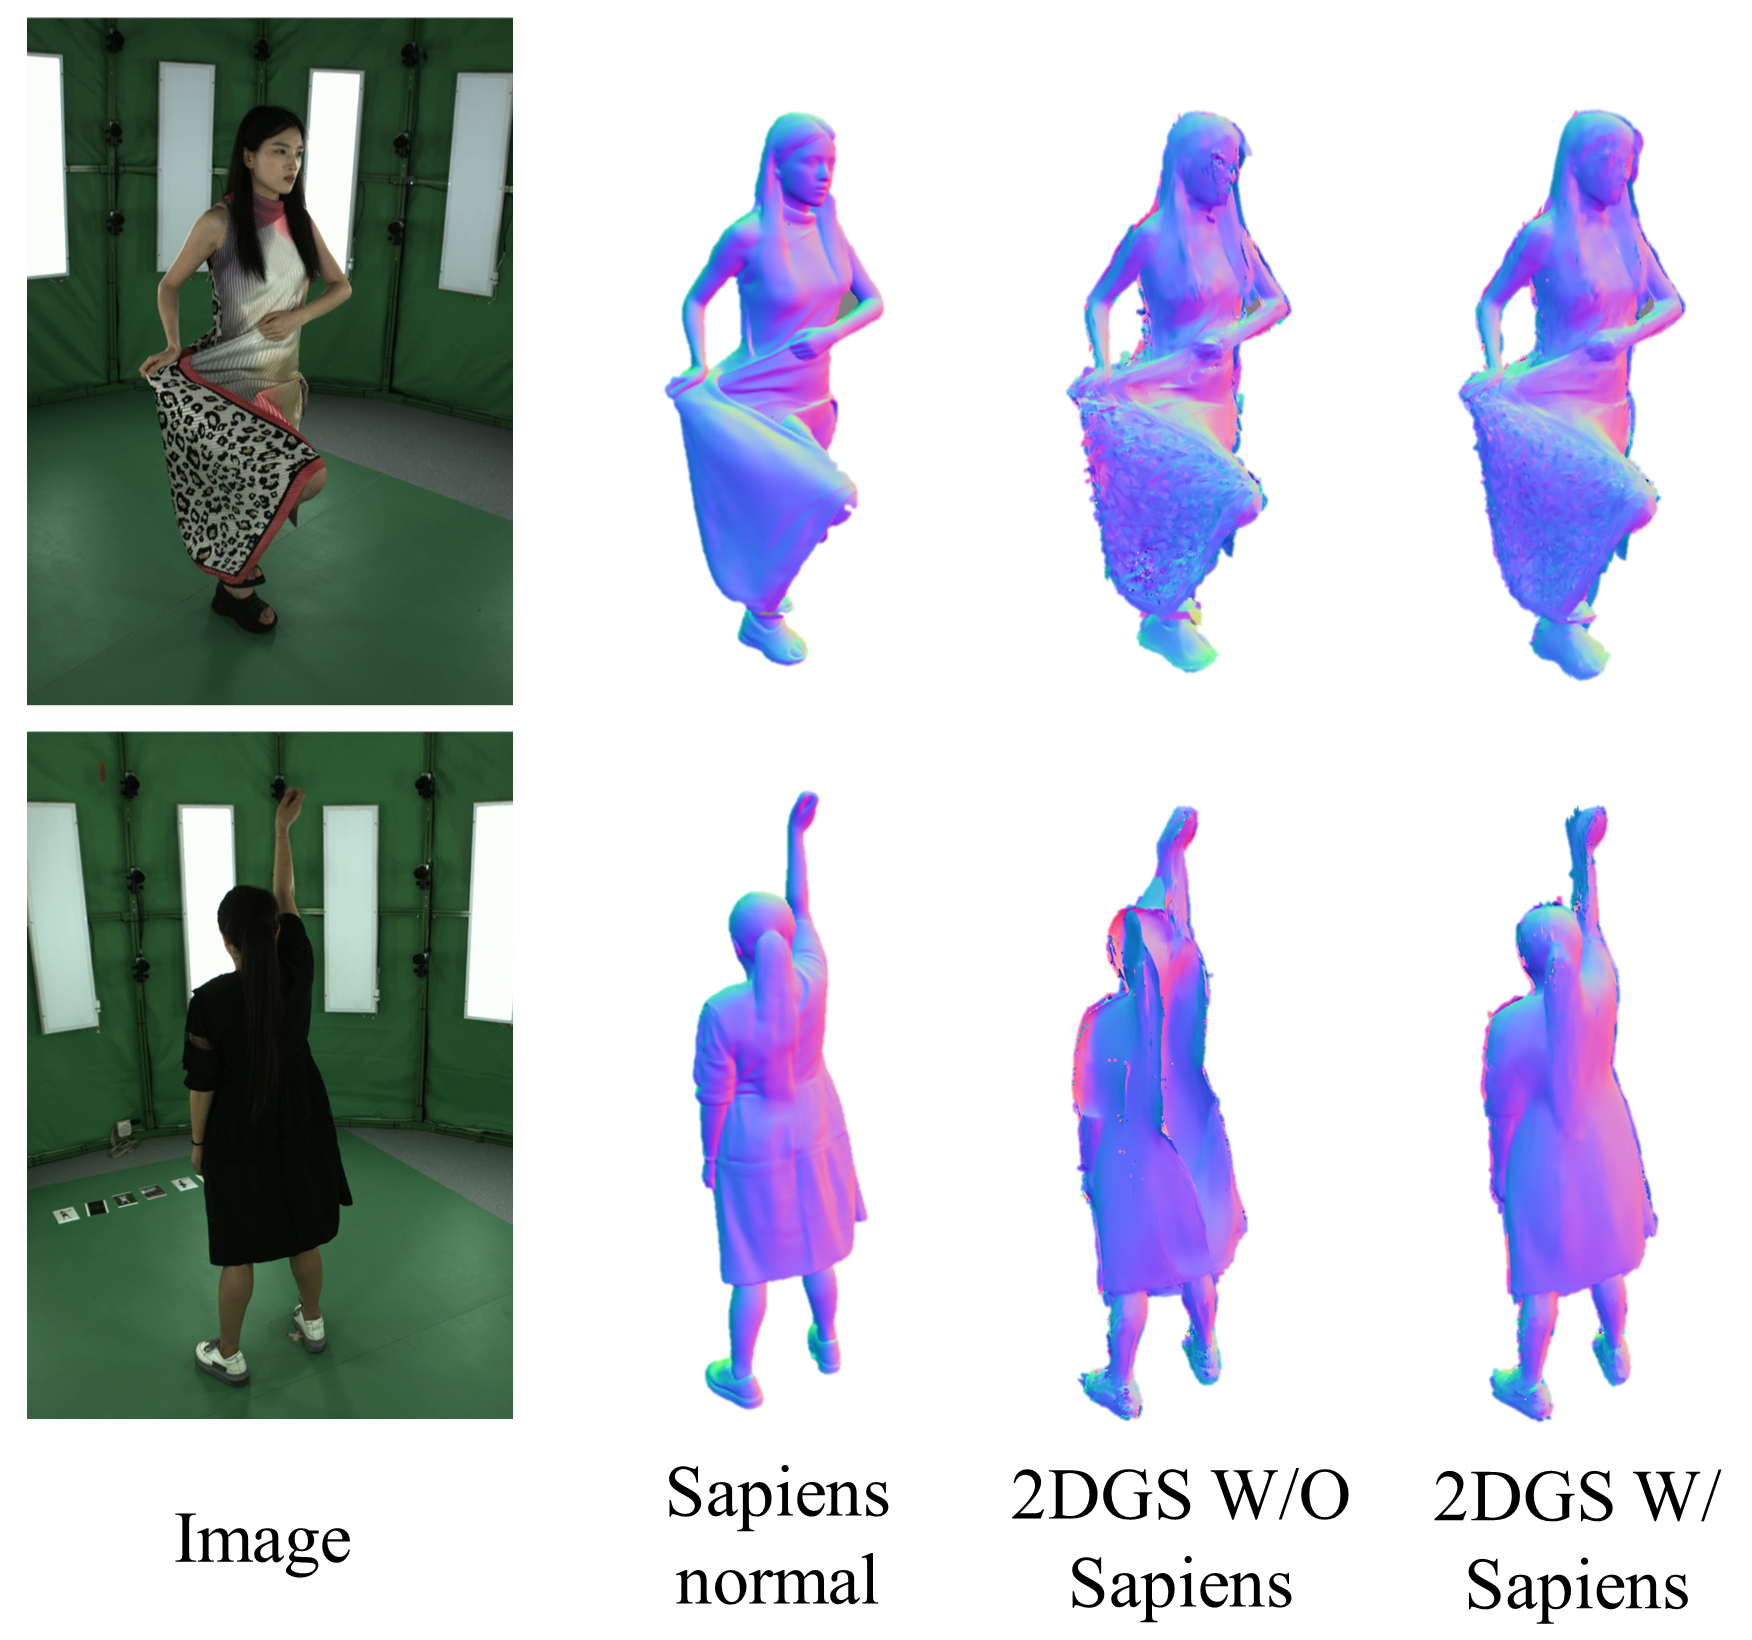 Image
Sapiens
normal
2DGS W/O
Sapiens
2DGS W/
Sapiens